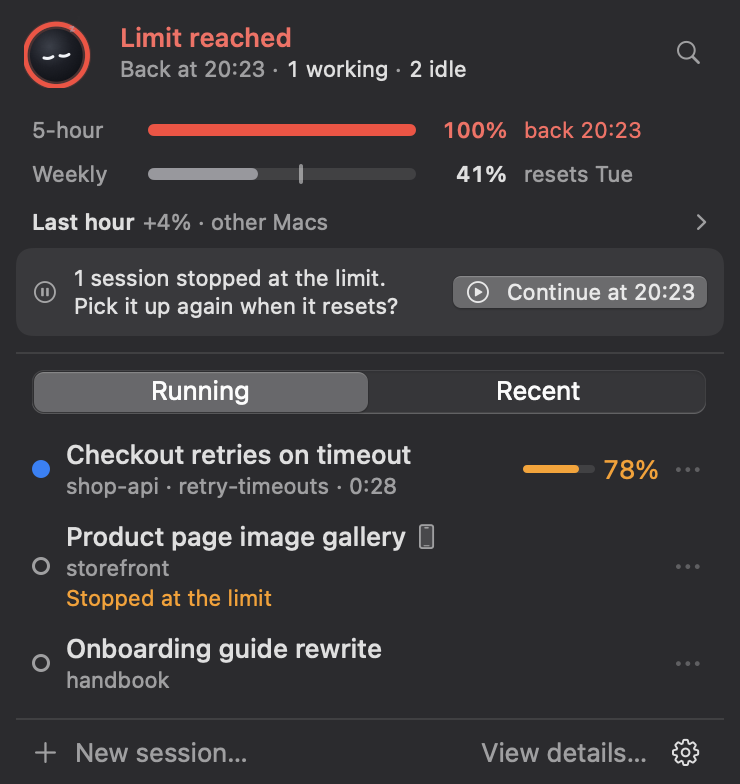 Limit reached
Back at 20:23 · 1 working · 2 idle
5-hour 100% back 20:23
Weekly 41% resets Tue
Last hour +4% · other Macs
1 session stopped at the limit.
Pick it up again when it resets?
Continue at 20:23
Running Recent
Checkout retries on timeout 78%
shop-api · retry-timeouts · 0:28
Product page image gallery
storefront
Stopped at the limit
Onboarding guide rewrite
handbook
New session... View details...